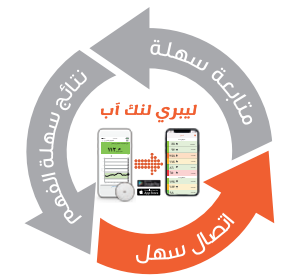 متابعة سهلة
نتائج سهلة الفهم
ليبري لنك آب
اتصال سهل